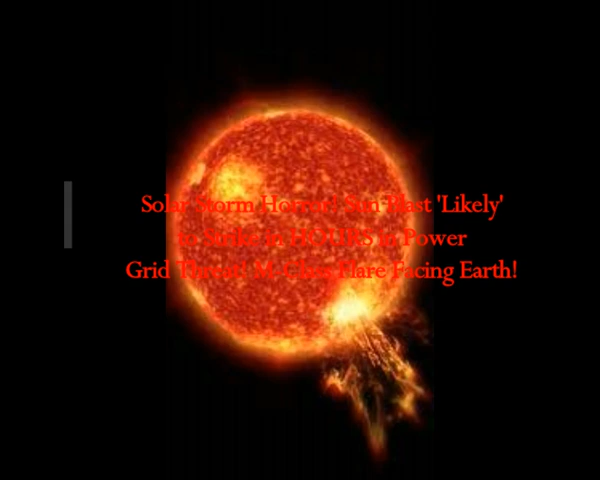 Solar Storm Horror! Sun Blast 'Likely'
to Strike in HOURS in Power
Grid Threat! M-Class Flare Facing Earth!